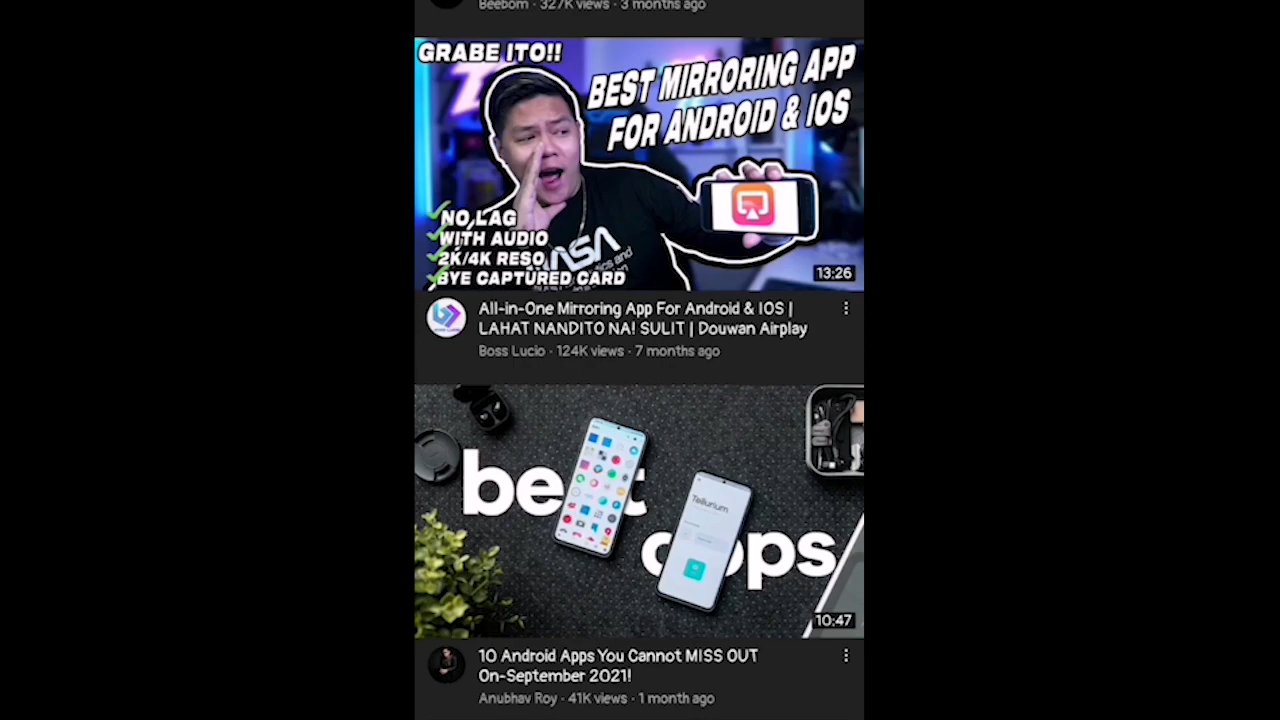 Beebom · 327K views · 3 months ago
GRABE ITO!!
BEST MIRRORING APP
FOR ANDROID & IOS
NO LAG
WITH AUDIO
2K/4K RESO
BYE CAPTURED CARD
13:26
All-in-One Mirroring App For Android & IOS |
LAHAT NANDITO NA! SULIT | Douwan Airplay
Boss Lucio · 124K views · 7 months ago
be t
apps
Tellurium
10:47
10 Android Apps You Cannot MISS OUT
On-September 2021!
Anubhav Roy · 41K views · 1 month ago